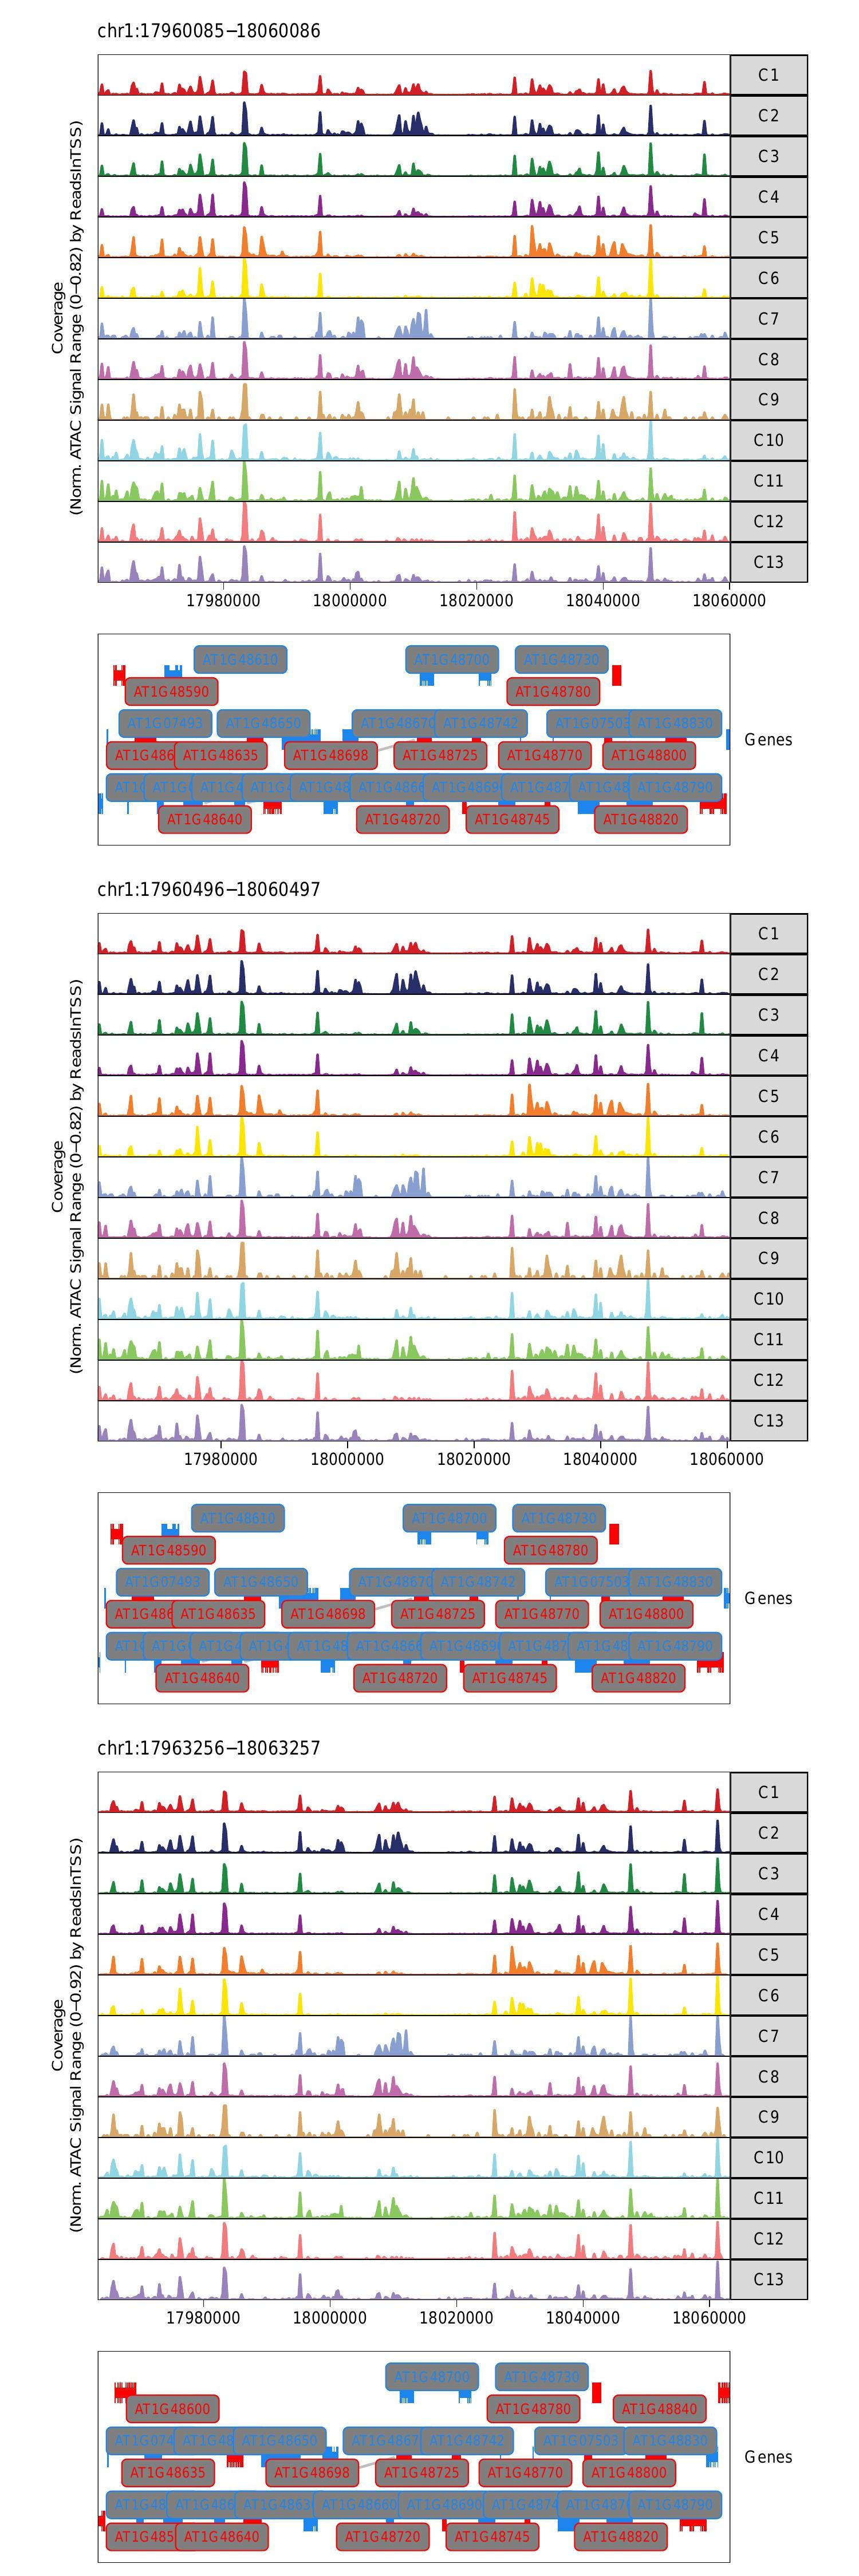 chr1:17960085−18060086
Coverage
(Norm. ATAC Signal Range (0−0.82) by ReadsInTSS)
C1
C2
C3
C4
C5
C6
C7
C8
C9
C10
C11
C12
C13
17980000 18000000 18020000 18040000 18060000
AT1G48610 AT1G48700 AT1G48730
AT1G48590 AT1G48780
AT1G07493 AT1G48650 AT1G48670 AT1G48742 AT1G07503 AT1G48830
Genes
AT1G48635 AT1G48698 AT1G48725 AT1G48770 AT1G48800
AT1G48790
AT1G48640 AT1G48720 AT1G48745 AT1G48820
chr1:17960496−18060497
Coverage
(Norm. ATAC Signal Range (0−0.82) by ReadsInTSS)
C1
C2
C3
C4
C5
C6
C7
C8
C9
C10
C11
C12
C13
17980000 18000000 18020000 18040000 18060000
AT1G48610 AT1G48700 AT1G48730
AT1G48590 AT1G48780
AT1G07493 AT1G48650 AT1G48670 AT1G48742 AT1G07503 AT1G48830
Genes
AT1G48635 AT1G48698 AT1G48725 AT1G48770 AT1G48800
AT1G48790
AT1G48640 AT1G48720 AT1G48745 AT1G48820
chr1:17963256−18063257
Coverage
(Norm. ATAC Signal Range (0−0.92) by ReadsInTSS)
C1
C2
C3
C4
C5
C6
C7
C8
C9
C10
C11
C12
C13
17980000 18000000 18020000 18040000 18060000
AT1G48700 AT1G48730
AT1G48600 AT1G48780 AT1G48840
AT1G48650 AT1G48742 AT1G07503 AT1G48830
Genes
AT1G48635 AT1G48698 AT1G48725 AT1G48770 AT1G48800
AT1G48660 AT1G48690 AT1G48790
AT1G48640 AT1G48720 AT1G48745 AT1G48820